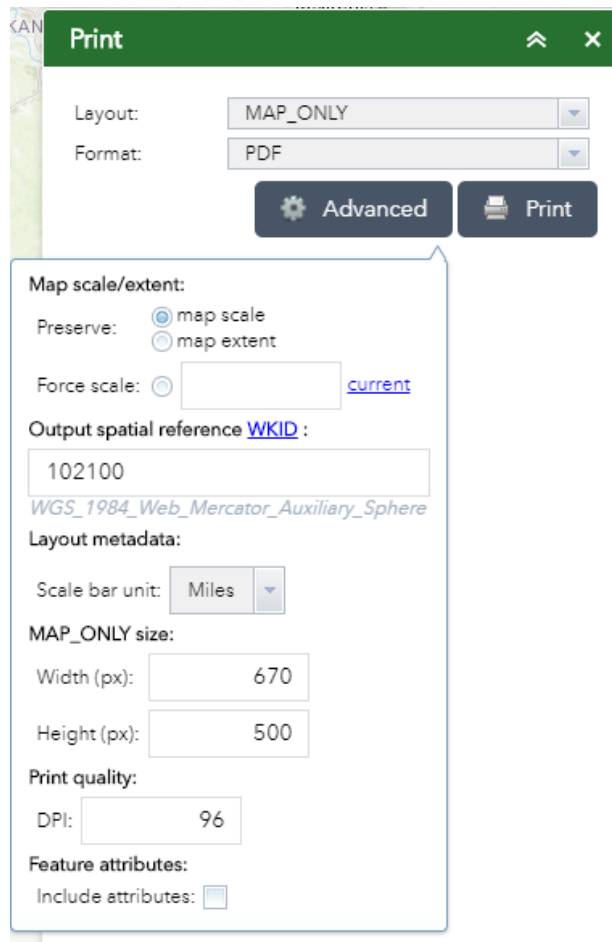 KAN
Print
Layout: MAP_ONLY
Format: PDF
Advanced Print
Map scale/extent:
Preserve: map scale
map extent
Force scale: current
Output spatial reference WKID :
102100
WGS_1984_Web_Mercator_Auxiliary_Sphere
Layout metadata:
Scale bar unit: Miles
MAP_ONLY size:
Width (px): 670
Height (px): 500
Print quality:
DPI: 96
Feature attributes:
Include attributes: